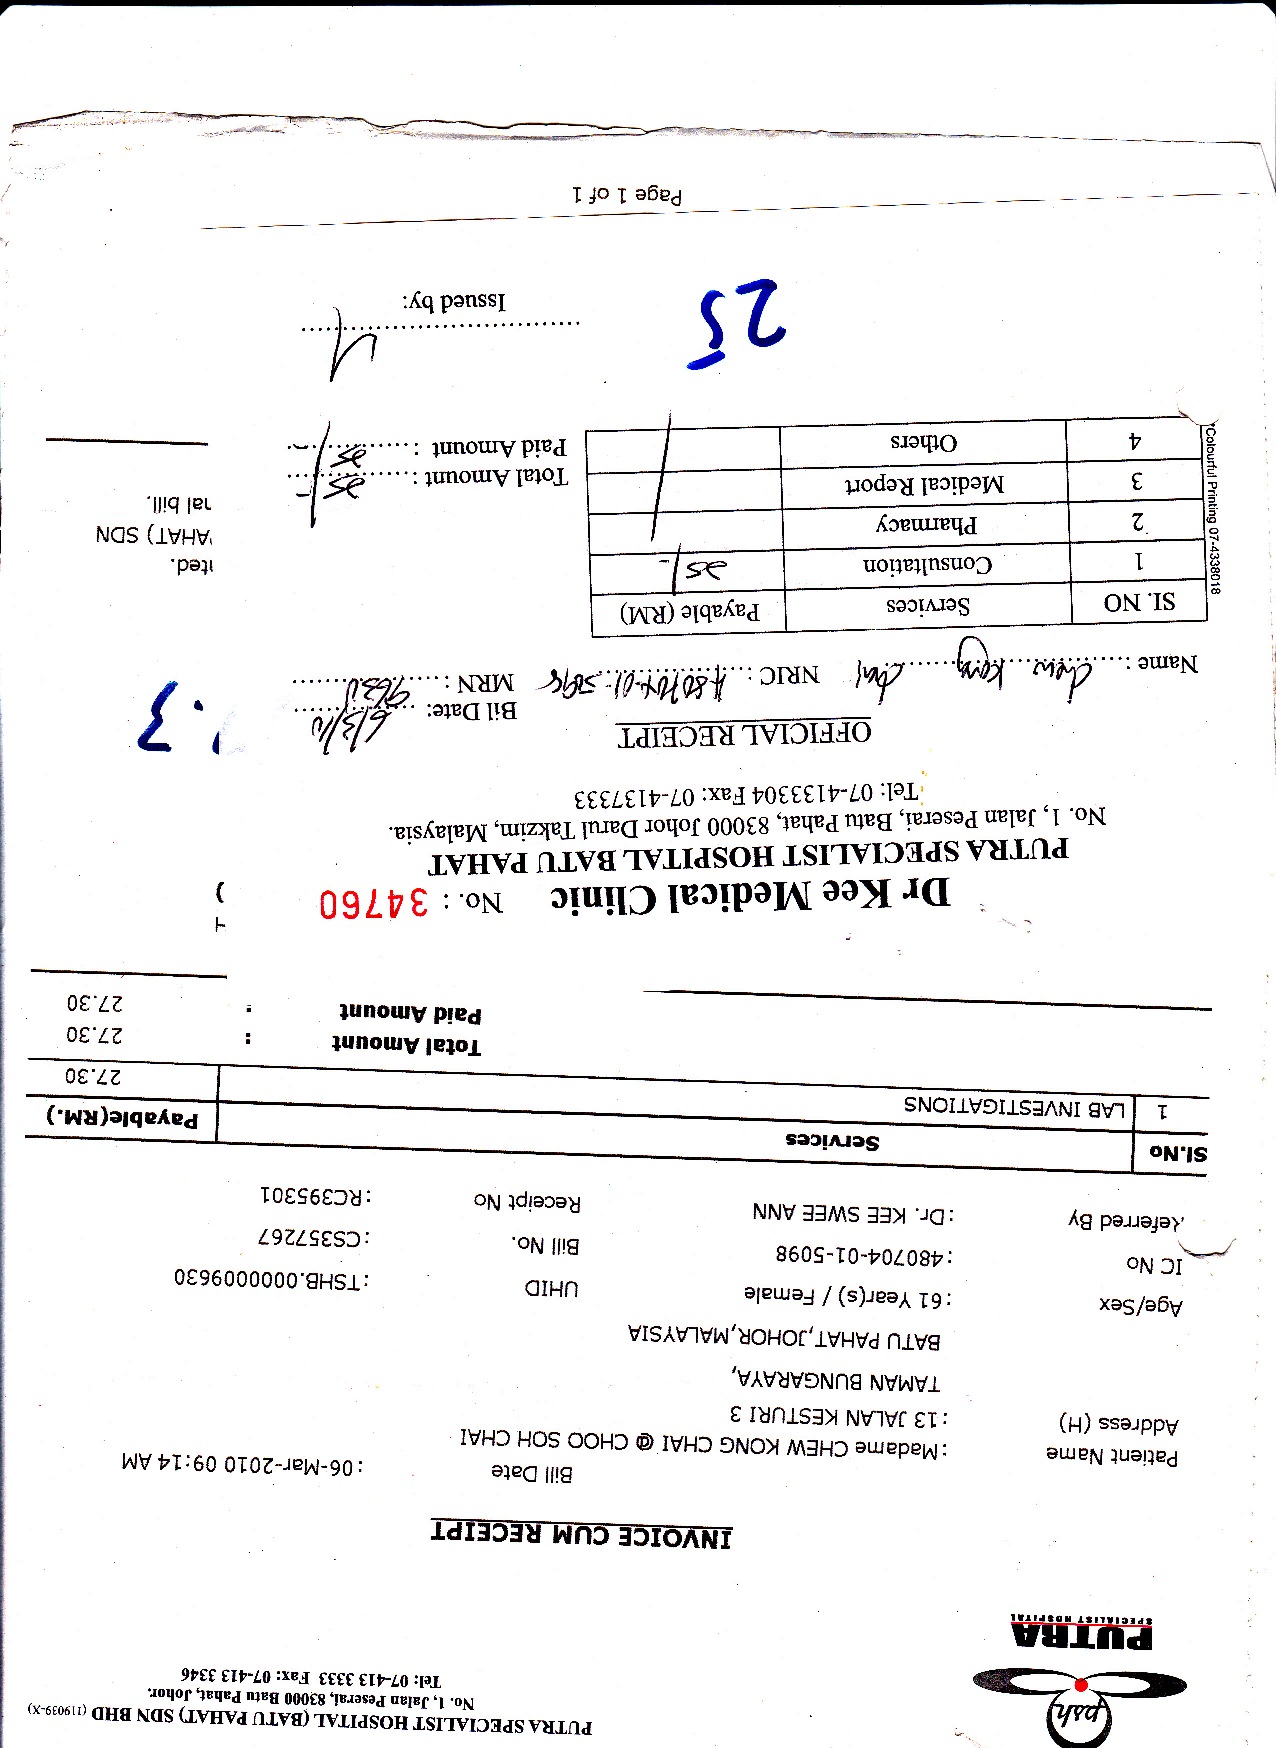 PUTRA SPECIALIST HOSPITAL (BATU PAHAT) SDN BHD (119039-X)
No. 1, Jalan Peserai, 83000 Batu Pahat, Johor.
Tel: 07-413 3333 Fax: 07-413 3346
psh
PUTRA
SPECIALIST HOSPITAL
INVOICE CUM RECEIPT
Patient Name :Madame CHEW KONG CHAI @ CHOO SOH CHAI Bill Date :06-Mar-2010 09:14 AM
Address (H) :13 JALAN KESTURI 3
TAMAN BUNGARAYA,
BATU PAHAT,JOHOR,MALAYSIA
Age/Sex :61 Year(s) / Female UHID :TSHB.0000009630
IC No :480704-01-5098 Bill No. :CS357267
Referred By :Dr. KEE SWEE ANN Receipt No :RC395301
Sl.No Services Payable(RM.)
1 LAB INVESTIGATIONS 27.30
Total Amount : 27.30
Paid Amount : 27.30
Dr Kee Medical Clinic No. : 34760
PUTRA SPECIALIST HOSPITAL BATU PAHAT
No. 1, Jalan Peserai, Batu Pahat, 83000 Johor Darul Takzim, Malaysia.
Tel: 07-4133304 Fax: 07-4137333
OFFICIAL RECEIPT
Bil Date: 6/3/10
Name : Chew Kong Chai NRIC : 480704-01-5098 MRN : 9630
SI. NO Services Payable (RM)
1 Consultation 25/-
2 Pharmacy
3 Medical Report
4 Others
Total Amount : 25/-
Paid Amount : 25/-
ited.
AHAT) SDN
nal bill.
Colourful Printing 07-4338018
25
Issued by:
Page 1 of 1